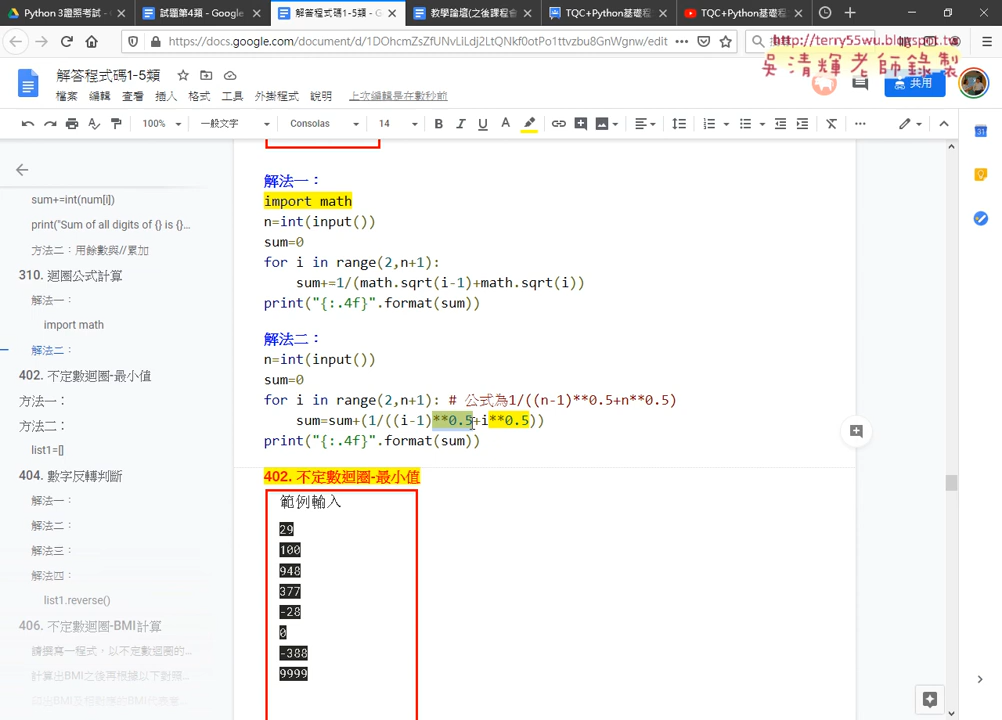 Python 3證照考試 -
試題第4類 - Google
解答程式碼1-5類 - G
教學論壇(之後課程會
TQC+Python基礎程
TQC+Python基礎程
https://docs.google.com/document/d/1DOhcmZsZfUNvLiLdj2LtQNkf0otPo1ttvzbu8GnWgnw/edit
http://terry55wu.blogspot.tw
吳清輝老師錄製
解答程式碼1-5類
檔案 編輯 查看 插入 格式 工具 外掛程式 說明 上次編輯是在數秒前
共用
100% 一般文字 Consolas 14 B I U A
sum+=int(num[i])
print("Sum of all digits of {} is {}...
方法二：用餘數與//累加
310. 迴圈公式計算
解法一：
import math
解法二：
402. 不定數迴圈-最小值
方法一：
方法二：
list1=[]
404. 數字反轉判斷
解法一：
解法二：
解法三：
解法四：
list1.reverse()
406. 不定數迴圈-BMI計算
請撰寫一程式，以不定數迴圈的...
計算出BMI之後再根據以下對照...
解法一：
import math
n=int(input())
sum=0
for i in range(2,n+1):
sum+=1/(math.sqrt(i-1)+math.sqrt(i))
print("{:.4f}".format(sum))
解法二：
n=int(input())
sum=0
for i in range(2,n+1): # 公式為1/((n-1)**0.5+n**0.5)
sum=sum+(1/((i-1)**0.5+i**0.5))
print("{:.4f}".format(sum))
402. 不定數迴圈-最小值
範例輸入
29
100
948
377
-28
0
-388
9999